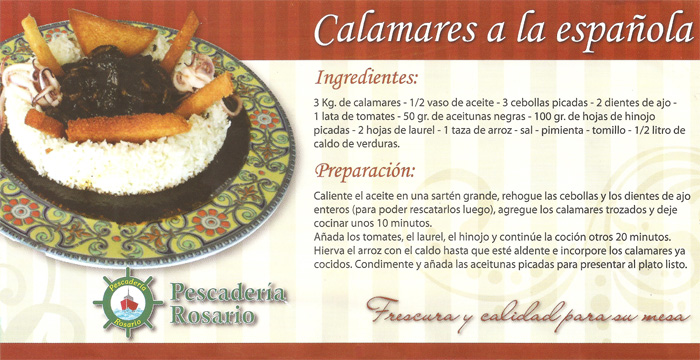 Calamares a la española
Ingredientes:
3 Kg. de calamares - 1/2 vaso de aceite - 3 cebollas picadas - 2 dientes de ajo -
1 lata de tomates - 50 gr. de aceitunas negras - 100 gr. de hojas de hinojo
picadas - 2 hojas de laurel - 1 taza de arroz - sal - pimienta - tomillo - 1/2 litro de
caldo de verduras.
Preparación:
Caliente el aceite en una sartén grande, rehogue las cebollas y los dientes de ajo
enteros (para poder rescatarlos luego), agregue los calamares trozados y deje
cocinar unos 10 minutos.
Añada los tomates, el laurel, el hinojo y continúe la coción otros 20 minutos.
Hierva el arroz con el caldo hasta que esté aldente e incorpore los calamares ya
cocidos. Condimente y añada las aceitunas picadas para presentar al plato listo.
Pescadería
Rosario
Pescadería
Rosario
Frescura y calidad para su mesa